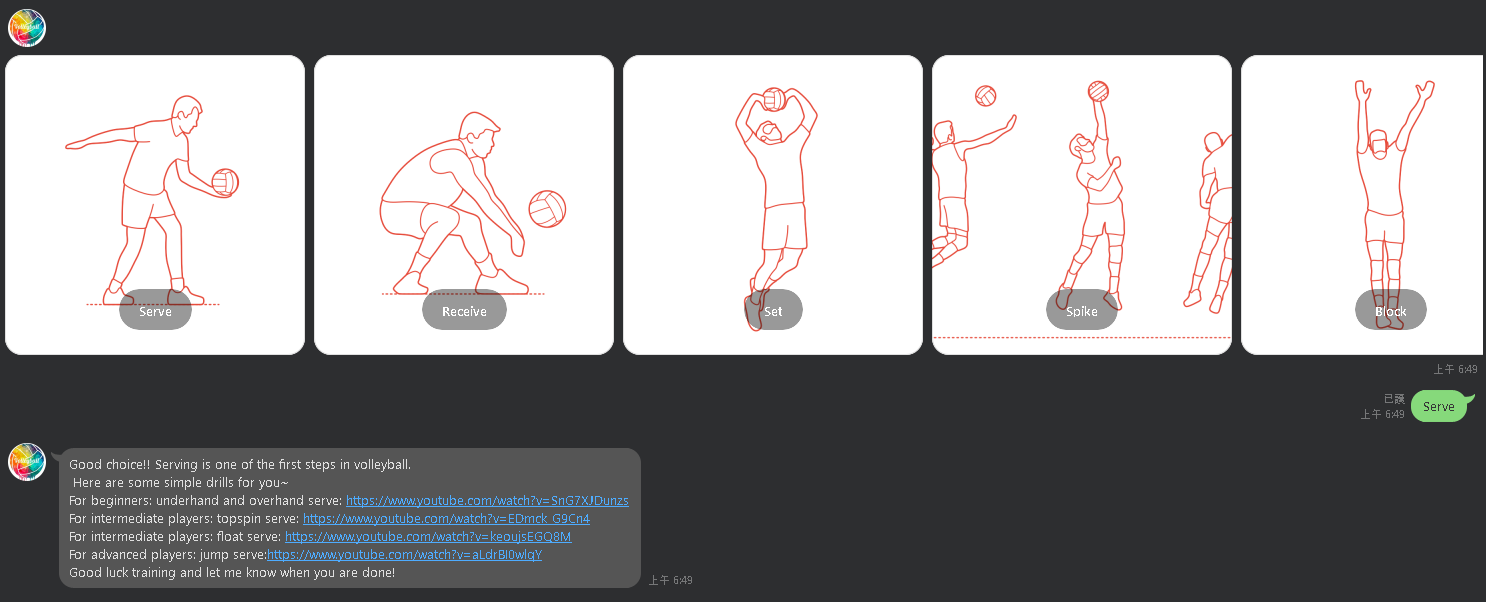 Serve
Receive
Set
Spike
Block
上午 6:49
已讀
上午 6:49
Serve
Good choice!! Serving is one of the first steps in volleyball.
Here are some simple drills for you~
For beginners: underhand and overhand serve: https://www.youtube.com/watch?v=SnG7XJDunzs
For intermediate players: topspin serve: https://www.youtube.com/watch?v=EDmck_G9Cn4
For intermediate players: float serve: https://www.youtube.com/watch?v=keoujsEGQ8M
For advanced players: jump serve:https://www.youtube.com/watch?v=aLdrBI0wlqY
Good luck training and let me know when you are done!
上午 6:49